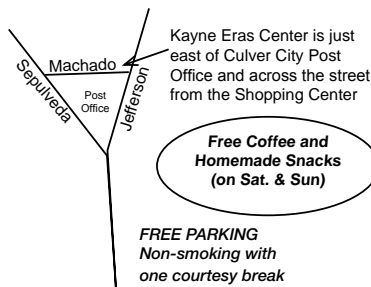 Kayne Eras Center is just
east of Culver City Post
Office and across the street
from the Shopping Center
Machado
Sepulveda
Post
Office
Jefferson
Free Coffee and
Homemade Snacks
(on Sat. & Sun)
FREE PARKING
Non-smoking with
one courtesy break